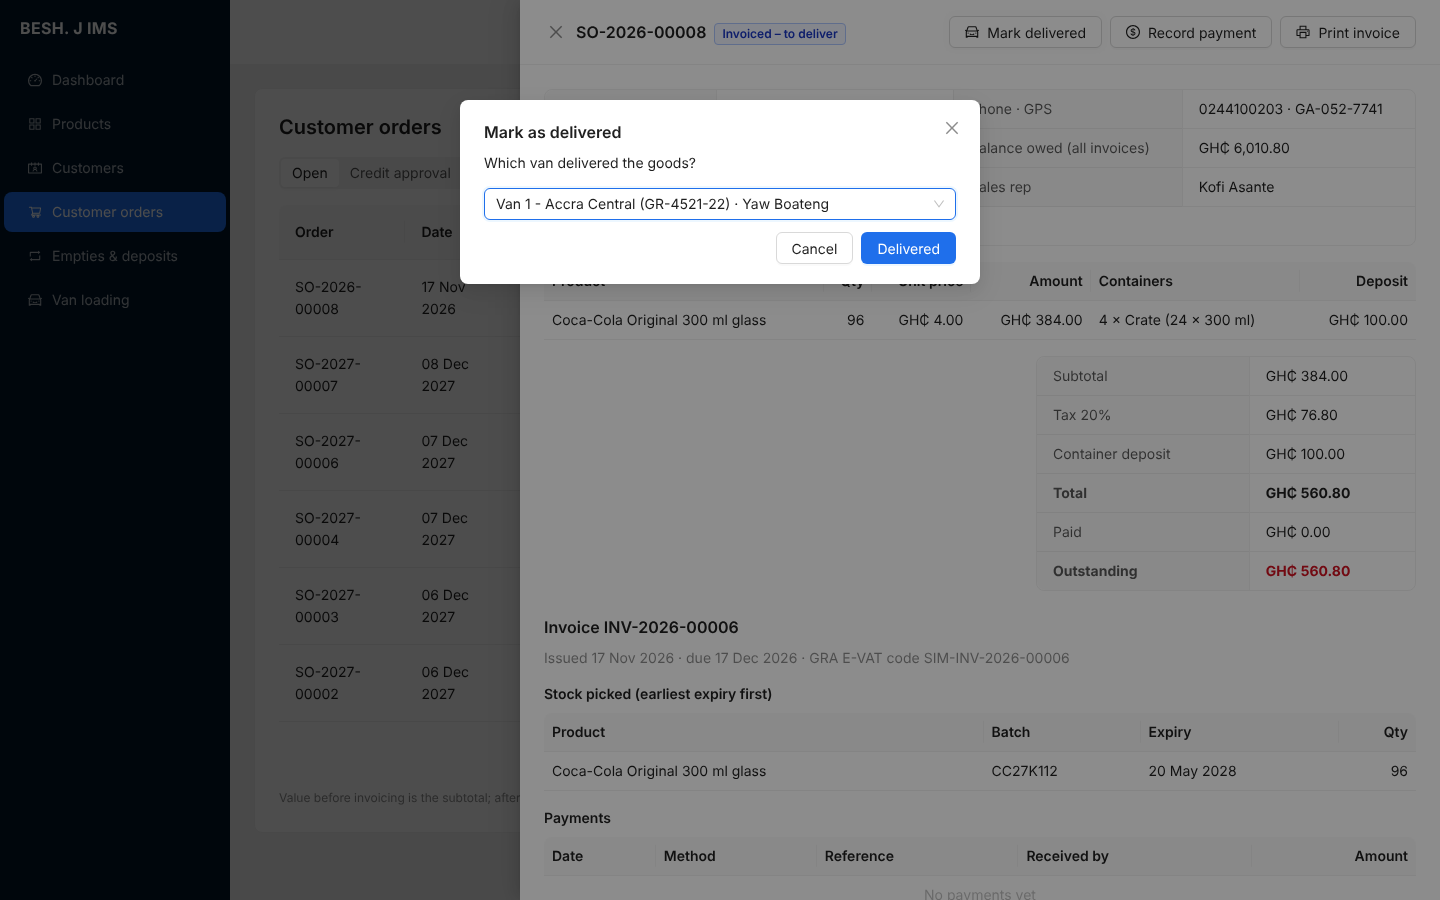 BESH. J IMS
Dashboard
Products
Customers
Customer orders
Empties & deposits
Van loading
Customer orders
Open
Credit approval
Order
Date
SO-2026-
00008
17 Nov
2026
SO-2027-
00007
08 Dec
2027
SO-2027-
00006
07 Dec
2027
SO-2027-
00004
07 Dec
2027
SO-2027-
00003
06 Dec
2027
SO-2027-
00002
06 Dec
2027
Value before invoicing is the subtotal; after
SO-2026-00008
Invoiced – to deliver
Mark delivered
Record payment
Print invoice
Mark as delivered
Which van delivered the goods?
Van 1 - Accra Central (GR-4521-22) · Yaw Boateng
Cancel
Delivered
hone · GPS
0244100203 · GA-052-7741
alance owed (all invoices)
GH₵ 6,010.80
ales rep
Kofi Asante
Product
Qty
Unit price
Amount
Containers
Deposit
Coca-Cola Original 300 ml glass
96
GH₵ 4.00
GH₵ 384.00
4 × Crate (24 × 300 ml)
GH₵ 100.00
Subtotal
GH₵ 384.00
Tax 20%
GH₵ 76.80
Container deposit
GH₵ 100.00
Total
GH₵ 560.80
Paid
GH₵ 0.00
Outstanding
GH₵ 560.80
Invoice INV-2026-00006
Issued 17 Nov 2026 · due 17 Dec 2026 · GRA E-VAT code SIM-INV-2026-00006
Stock picked (earliest expiry first)
Product
Batch
Expiry
Qty
Coca-Cola Original 300 ml glass
CC27K112
20 May 2028
96
Payments
Date
Method
Reference
Received by
Amount
No payments yet